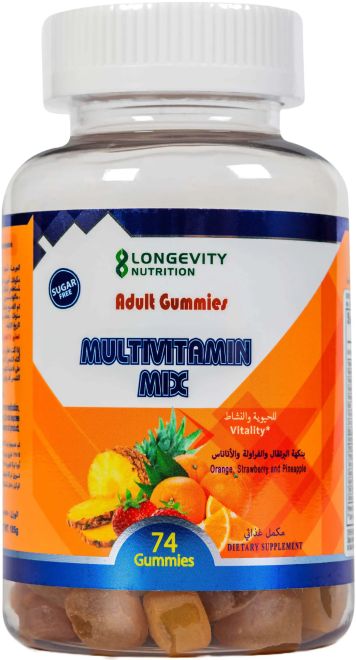 LONGEVITY
NUTRITION
SUGAR
FREE
Adult Gummies
MULTIVITAMIN
MIX
للحيوية والنشاط
Vitality*
بنكهة البرتقال والفراولة والأناناس
Orange, Strawberry and Pineapple
مكمل غذائي
DIETARY SUPPLEMENT
74
Gummies